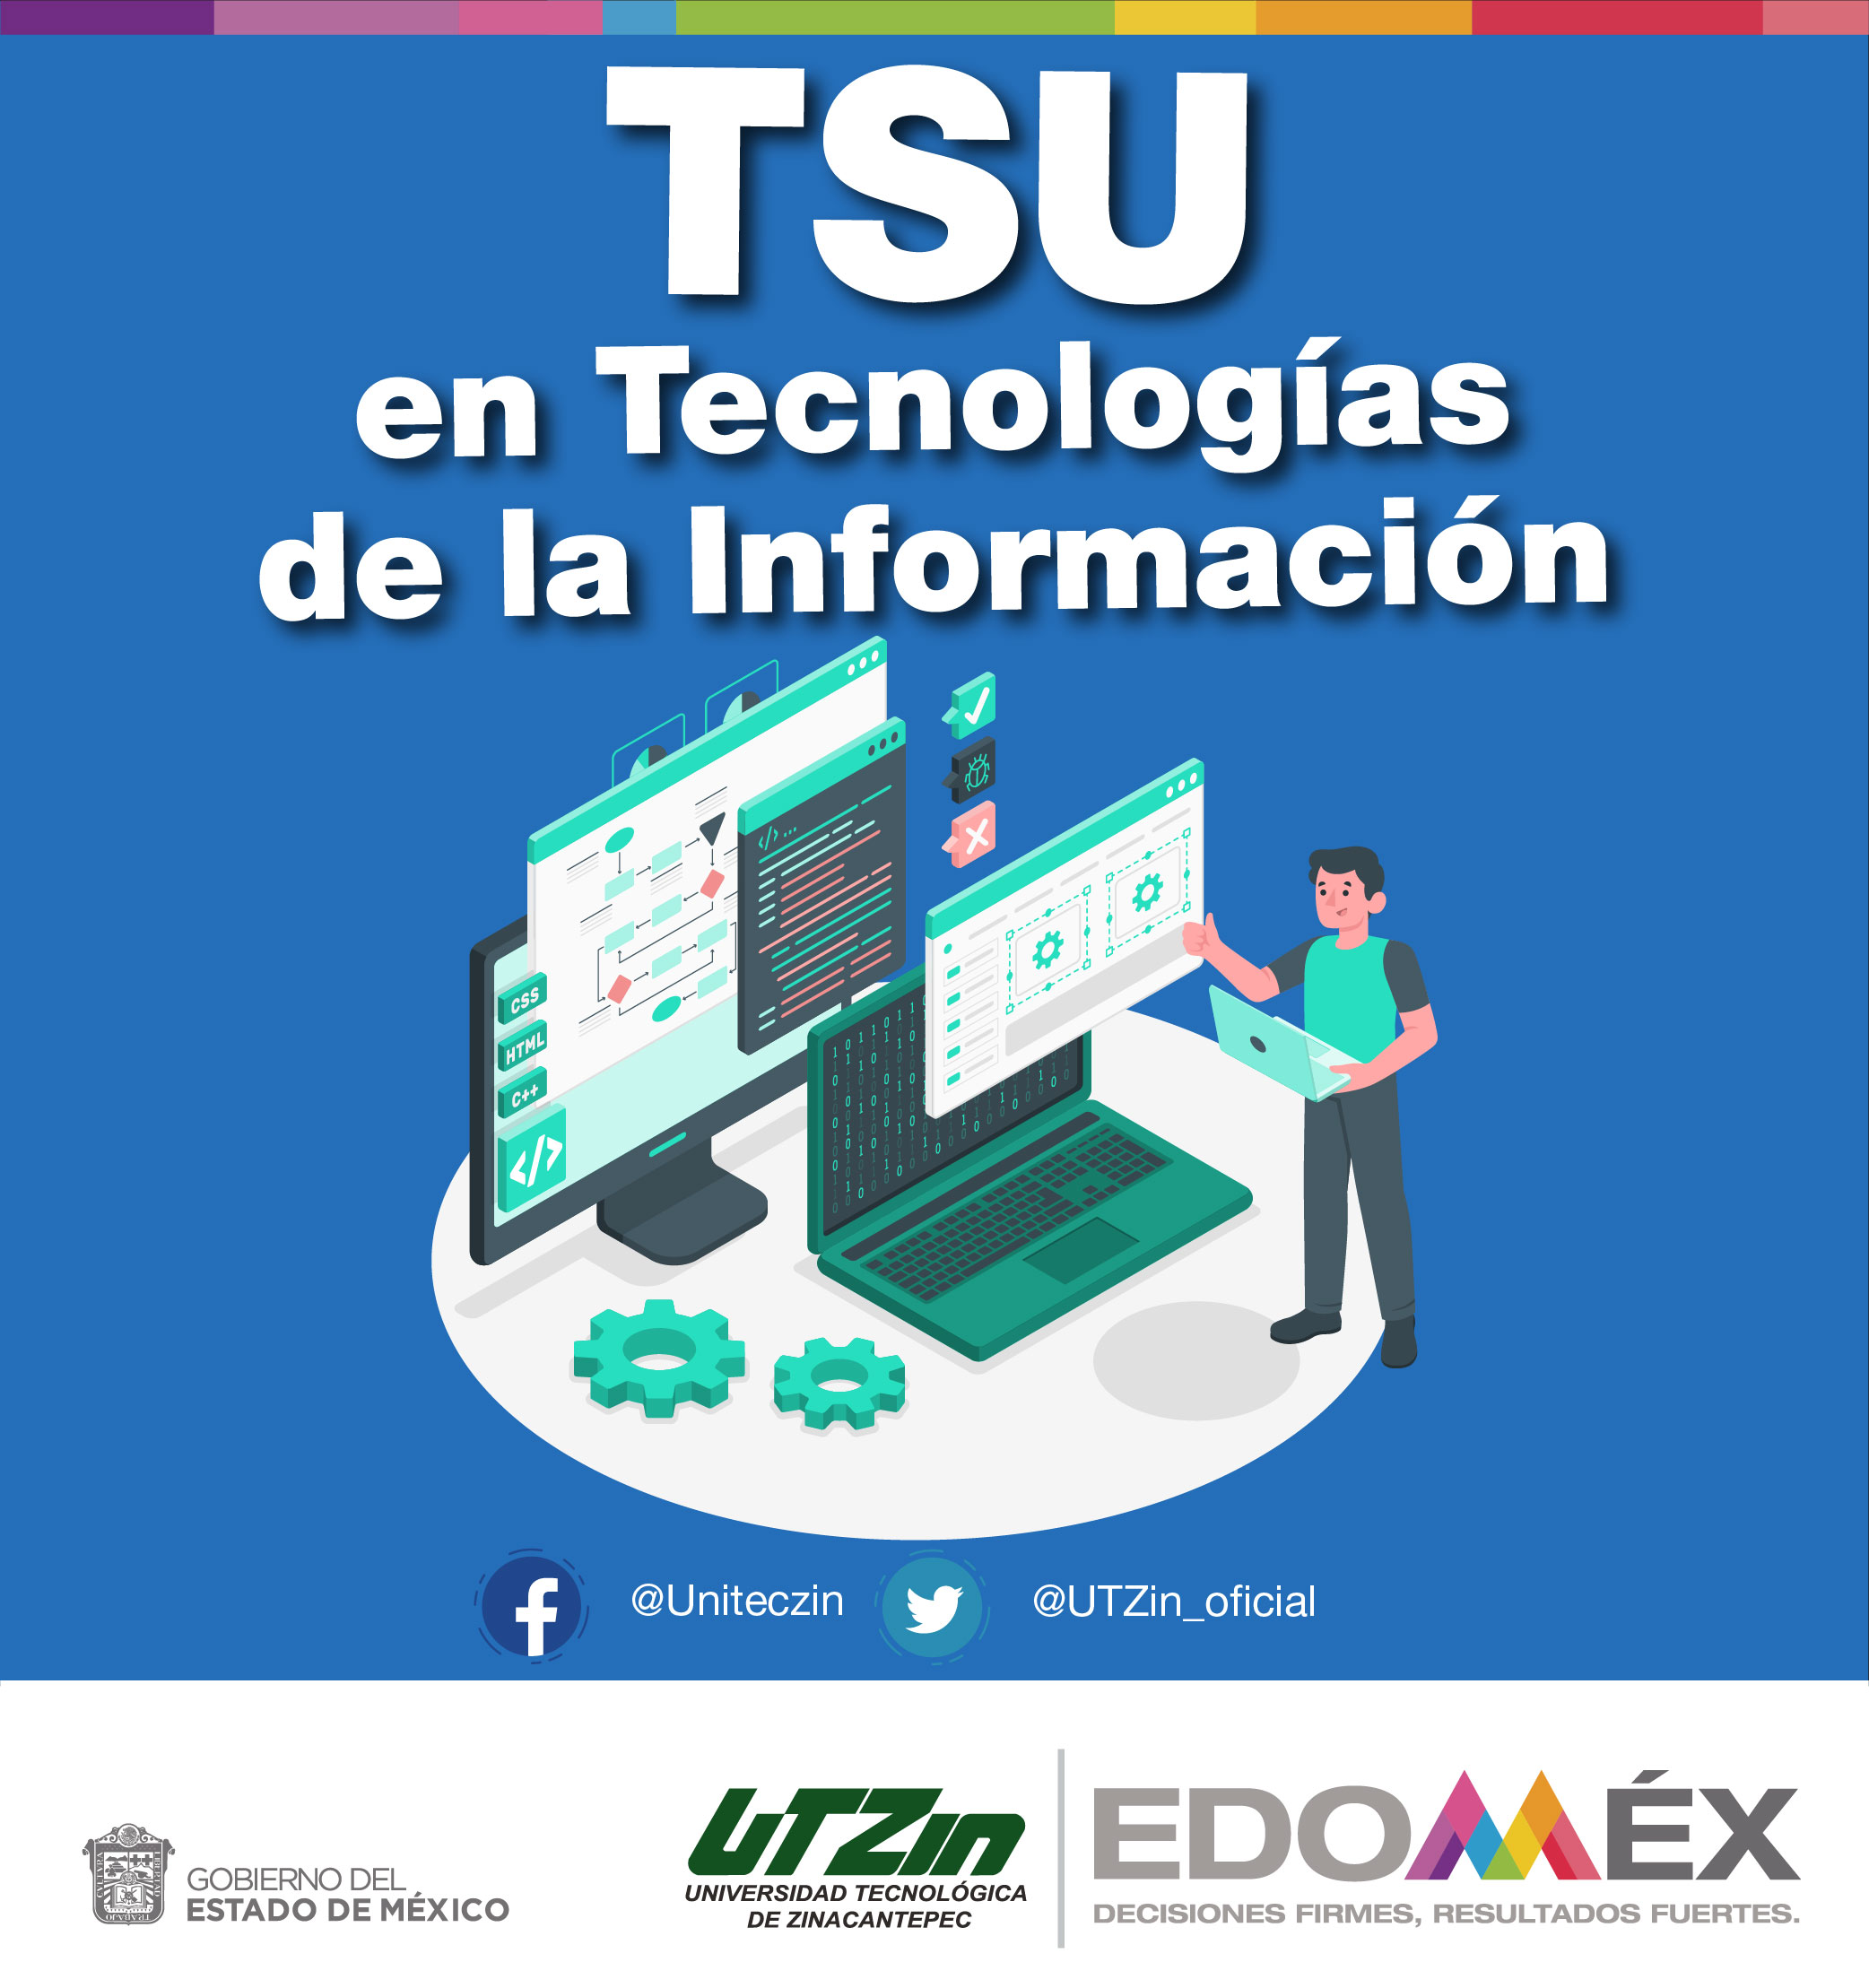 TSU
en Tecnologías
de la Información
</> ...
CSS
HTML
C++
</>
@Uniteczin
@UTZin_oficial
GOBIERNO DEL
ESTADO DE MÉXICO
UTZin
UNIVERSIDAD TECNOLÓGICA
DE ZINACANTEPEC
EDOMÉX
DECISIONES FIRMES, RESULTADOS FUERTES.